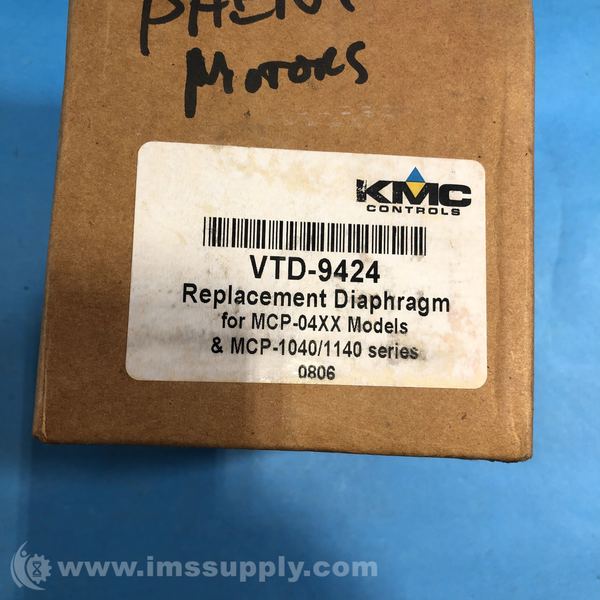 Motors
KMC
CONTROLS
VTD-9424
Replacement Diaphragm
for MCP-04XX Models
& MCP-1040/1140 series
0806
www.imssupply.com